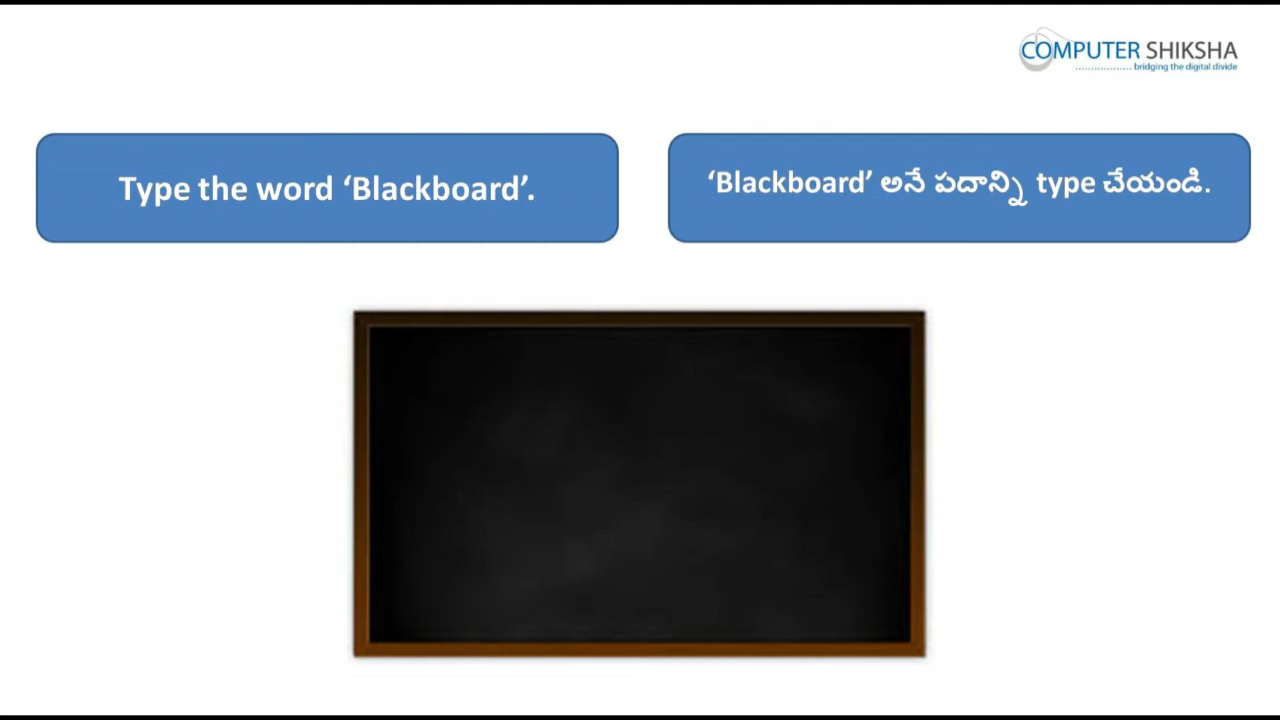 COMPUTER SHIKSHA
bridging the digital divide
Type the word ‘Blackboard’.
‘Blackboard’ అనే పదాన్ని type చేయండి.